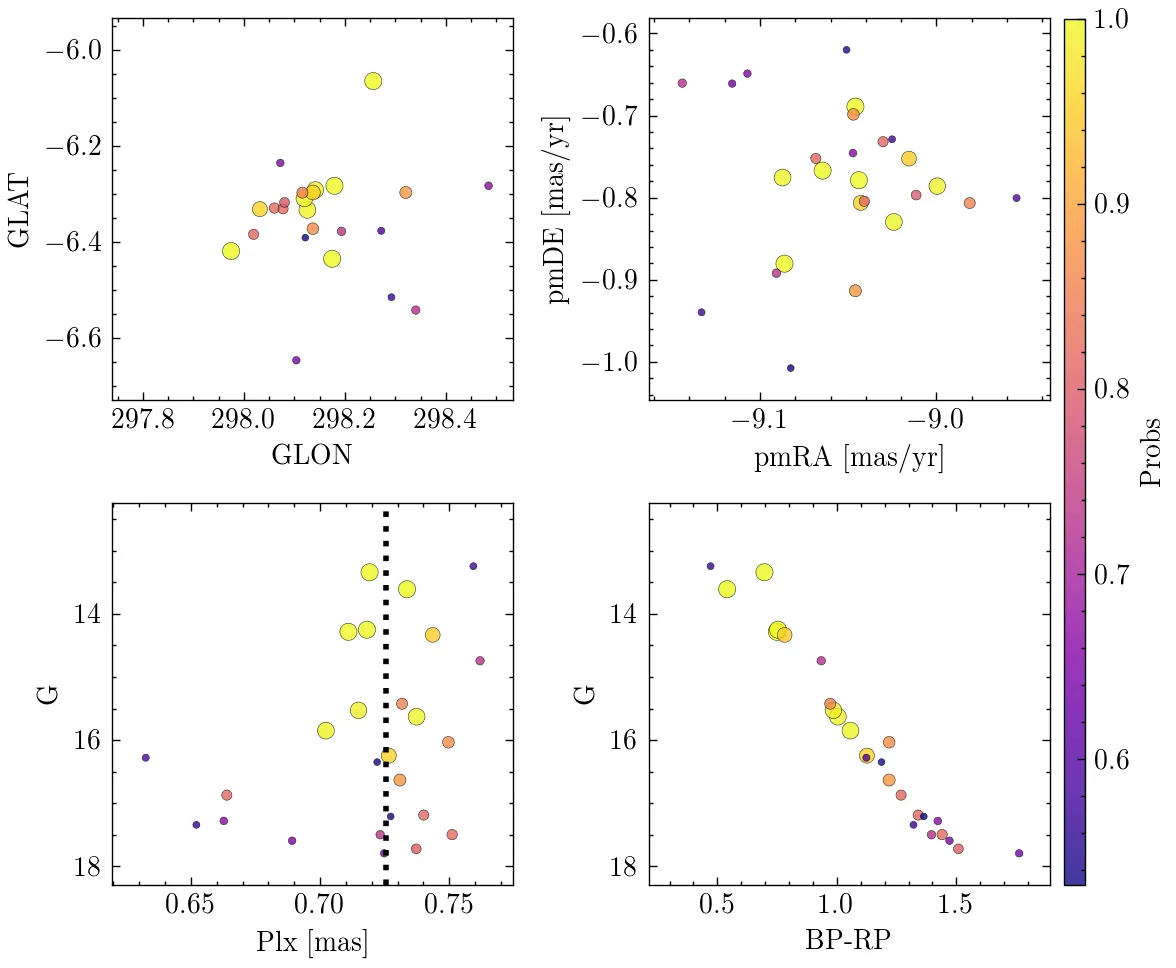 −6.0
−6.2
−6.4
−6.6
GLAT
297.8 298.0 298.2 298.4
GLON
−0.6
−0.7
−0.8
−0.9
−1.0
pmDE [mas/yr]
−9.1 −9.0
pmRA [mas/yr]
14
16
18
G
0.65 0.70 0.75
Plx [mas]
14
16
18
G
0.5 1.0 1.5
BP-RP
1.0
0.9
0.8
0.7
0.6
Probs